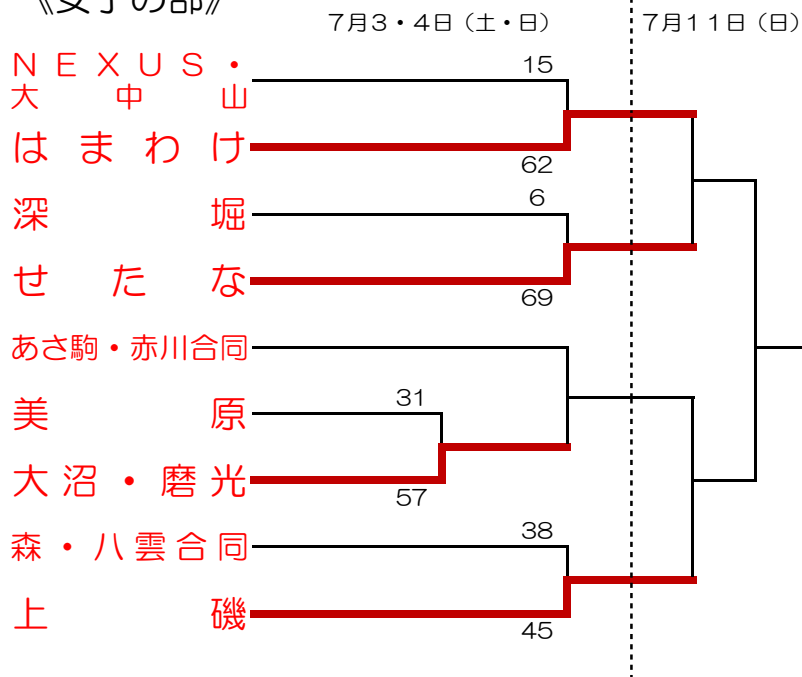 《女子の部》
7月3・4日（土・日）
7月11日（日）
NEXUS・
大中山
15
はまわけ
62
深堀
6
せたな
69
あさ駒・赤川合同
美原
31
大沼・磨光
57
森・八雲合同
38
上磯
45